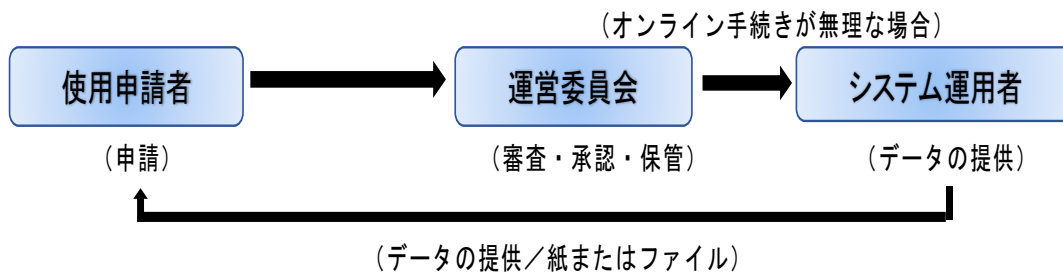 （オンライン手続きが無理な場合）
使用申請者
運営委員会
システム運用者
（申請）
（審査・承認・保管）
（データの提供）
（データの提供／紙またはファイル）